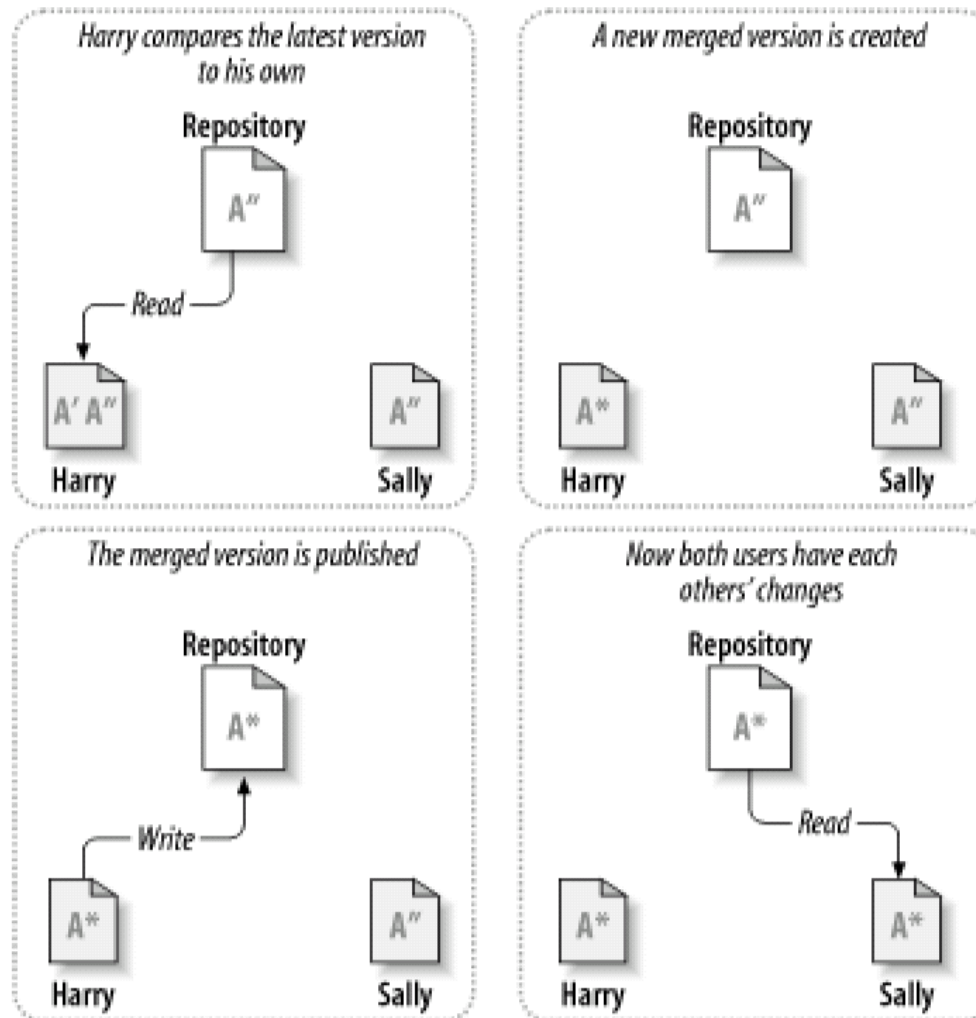 Harry compares the latest version
to his own
Repository
A″
Read
A′ A″
A″
Harry
Sally
A new merged version is created
Repository
A″
A*
A″
Harry
Sally
The merged version is published
Repository
A*
Write
A*
A″
Harry
Sally
Now both users have each
others’ changes
Repository
A*
Read
A*
A*
Harry
Sally